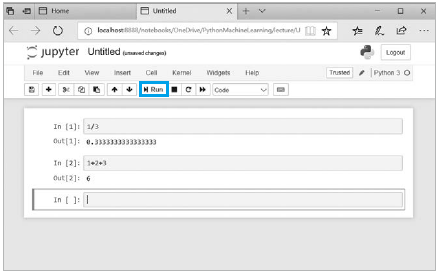 Home
Untitled
localhost:8888/notebooks/OneDrive/PythonMachineLearning/lecture/U
jupyter Untitled (unsaved changes)
Logout
File Edit View Insert Cell Kernel Widgets Help
Trusted
Python 3
Run
Code
In [1]: 1/3
Out[1]: 0.3333333333333333
In [2]: 1+2+3
Out[2]: 6
In [ ]: